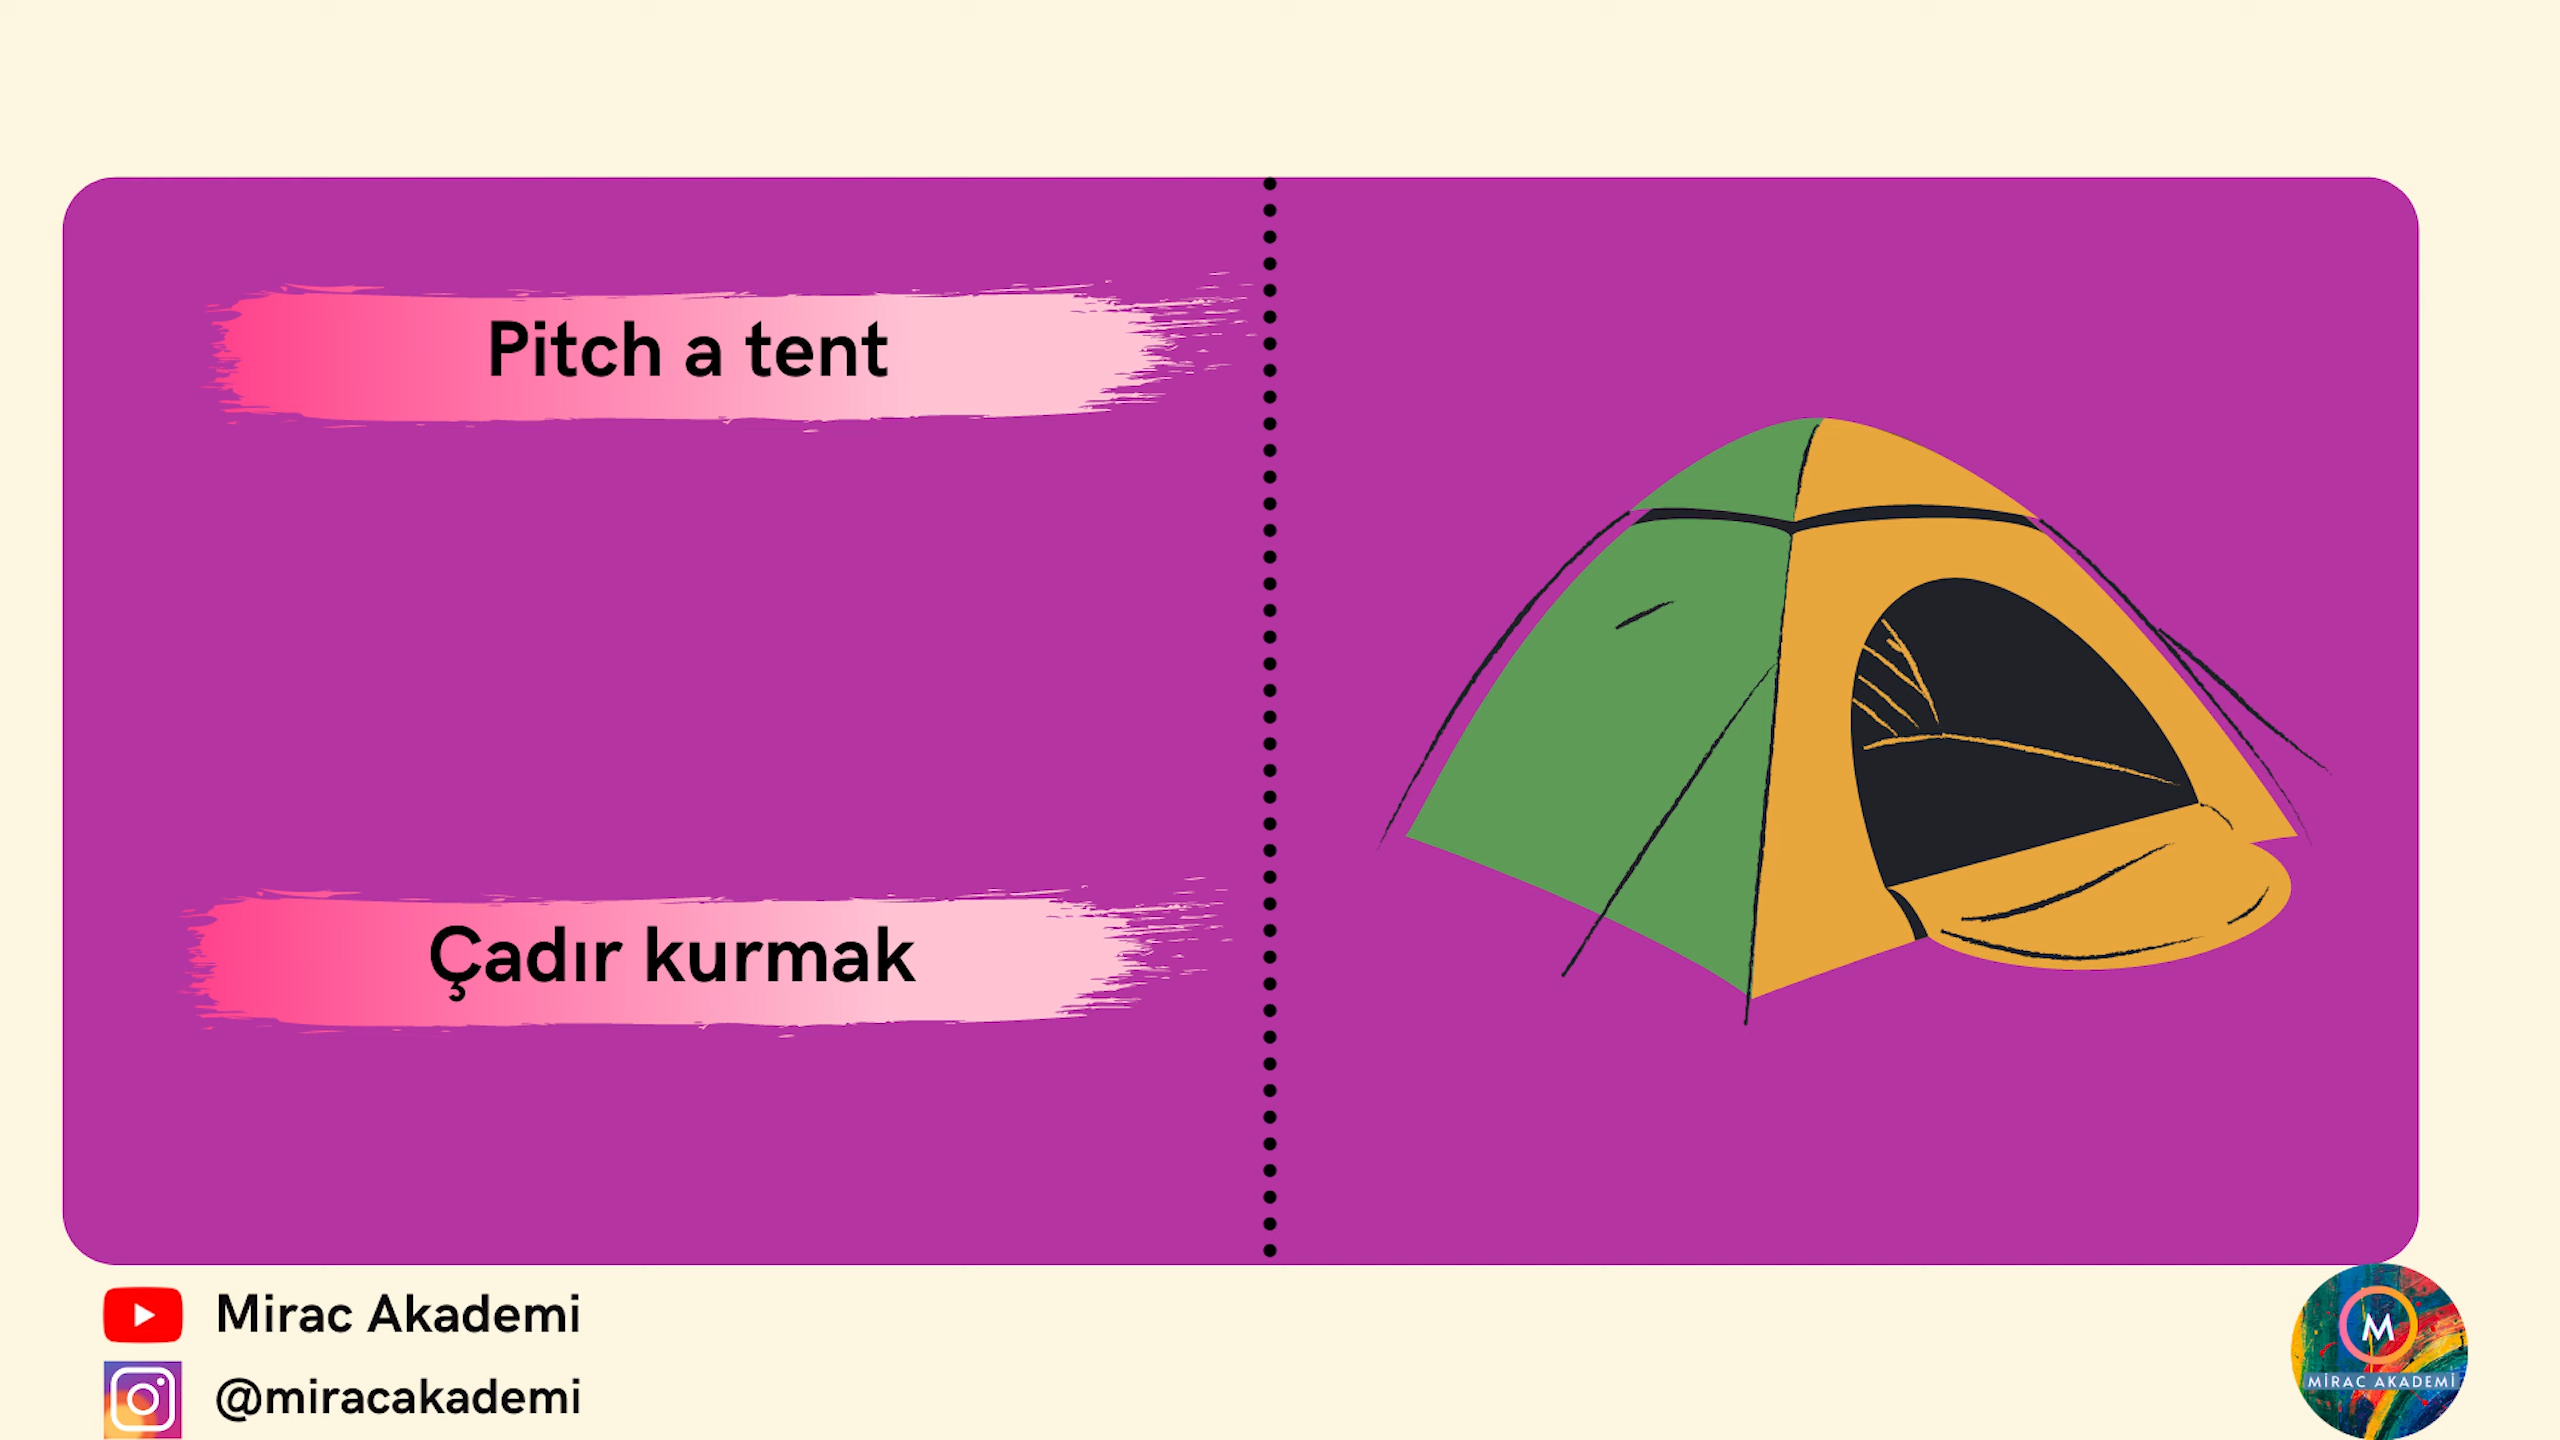 Pitch a tent
Çadır kurmak
Mirac Akademi
@miracakademi
M
MİRAC AKADEMİ